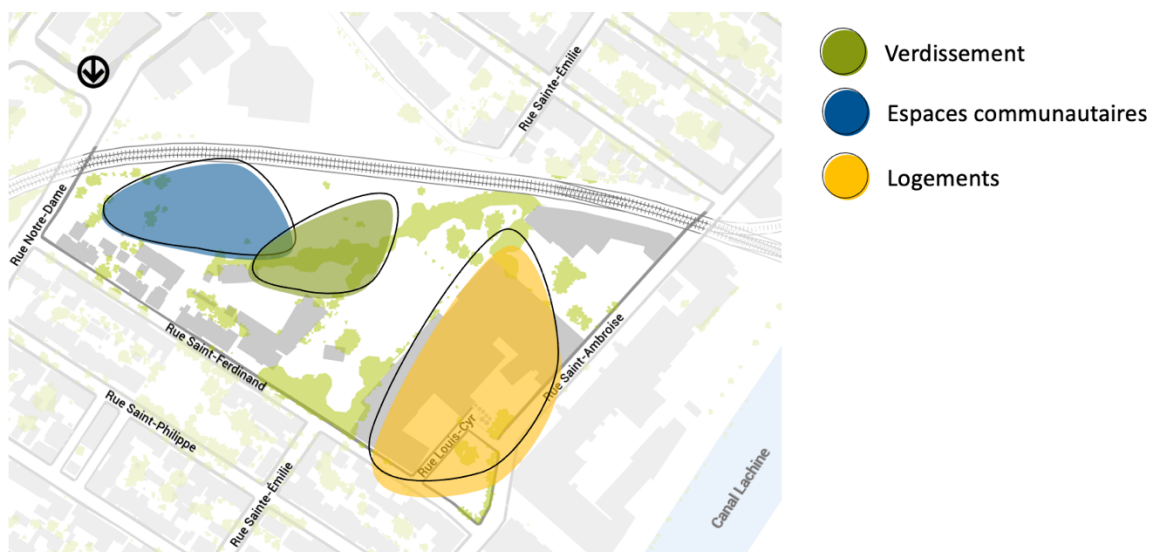 Verdissement
Espaces communautaires
Logements
Rue Sainte-Émilie
Rue Notre-Dame
Rue Saint-Ferdinand
Rue Saint-Ambroise
Rue Saint-Philippe
Rue Louis-Cyr
Rue Sainte-Émilie
Canal Lachine